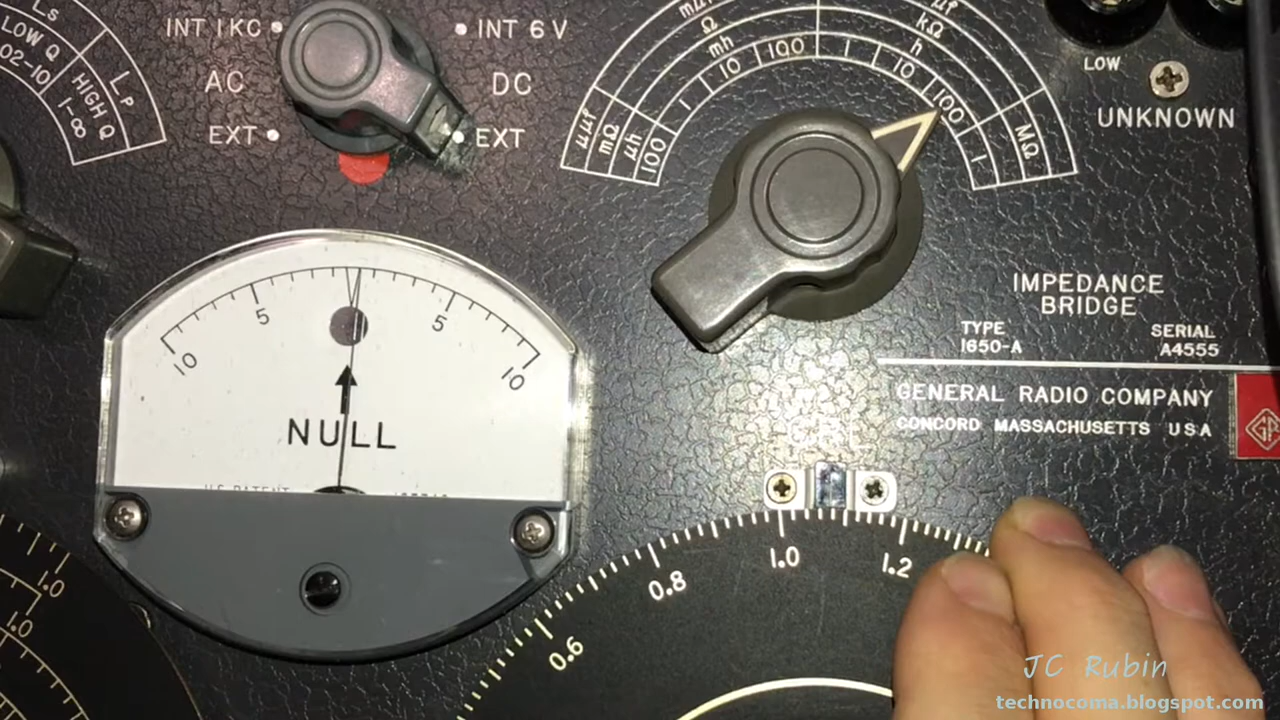 Ls
LOW Q
.02-10
Lp
HIGH Q
1-∞
INT 1KC
INT 6V
AC
DC
EXT
EXT
μμf
mΩ
μh
100
1
Ω
mh
10
100
μf
kΩ
h
1
10
100
MΩ
1
LOW
UNKNOWN
IMPEDANCE
BRIDGE
TYPE SERIAL
1650-A A4555
GENERAL RADIO COMPANY
CONCORD MASSACHUSETTS USA
GR
10
5
5
10
NULL
U.S. PATENT
1.0
1.0
0.6
0.8
1.0
1.2
JC Rubin
technocoma.blogspot.com